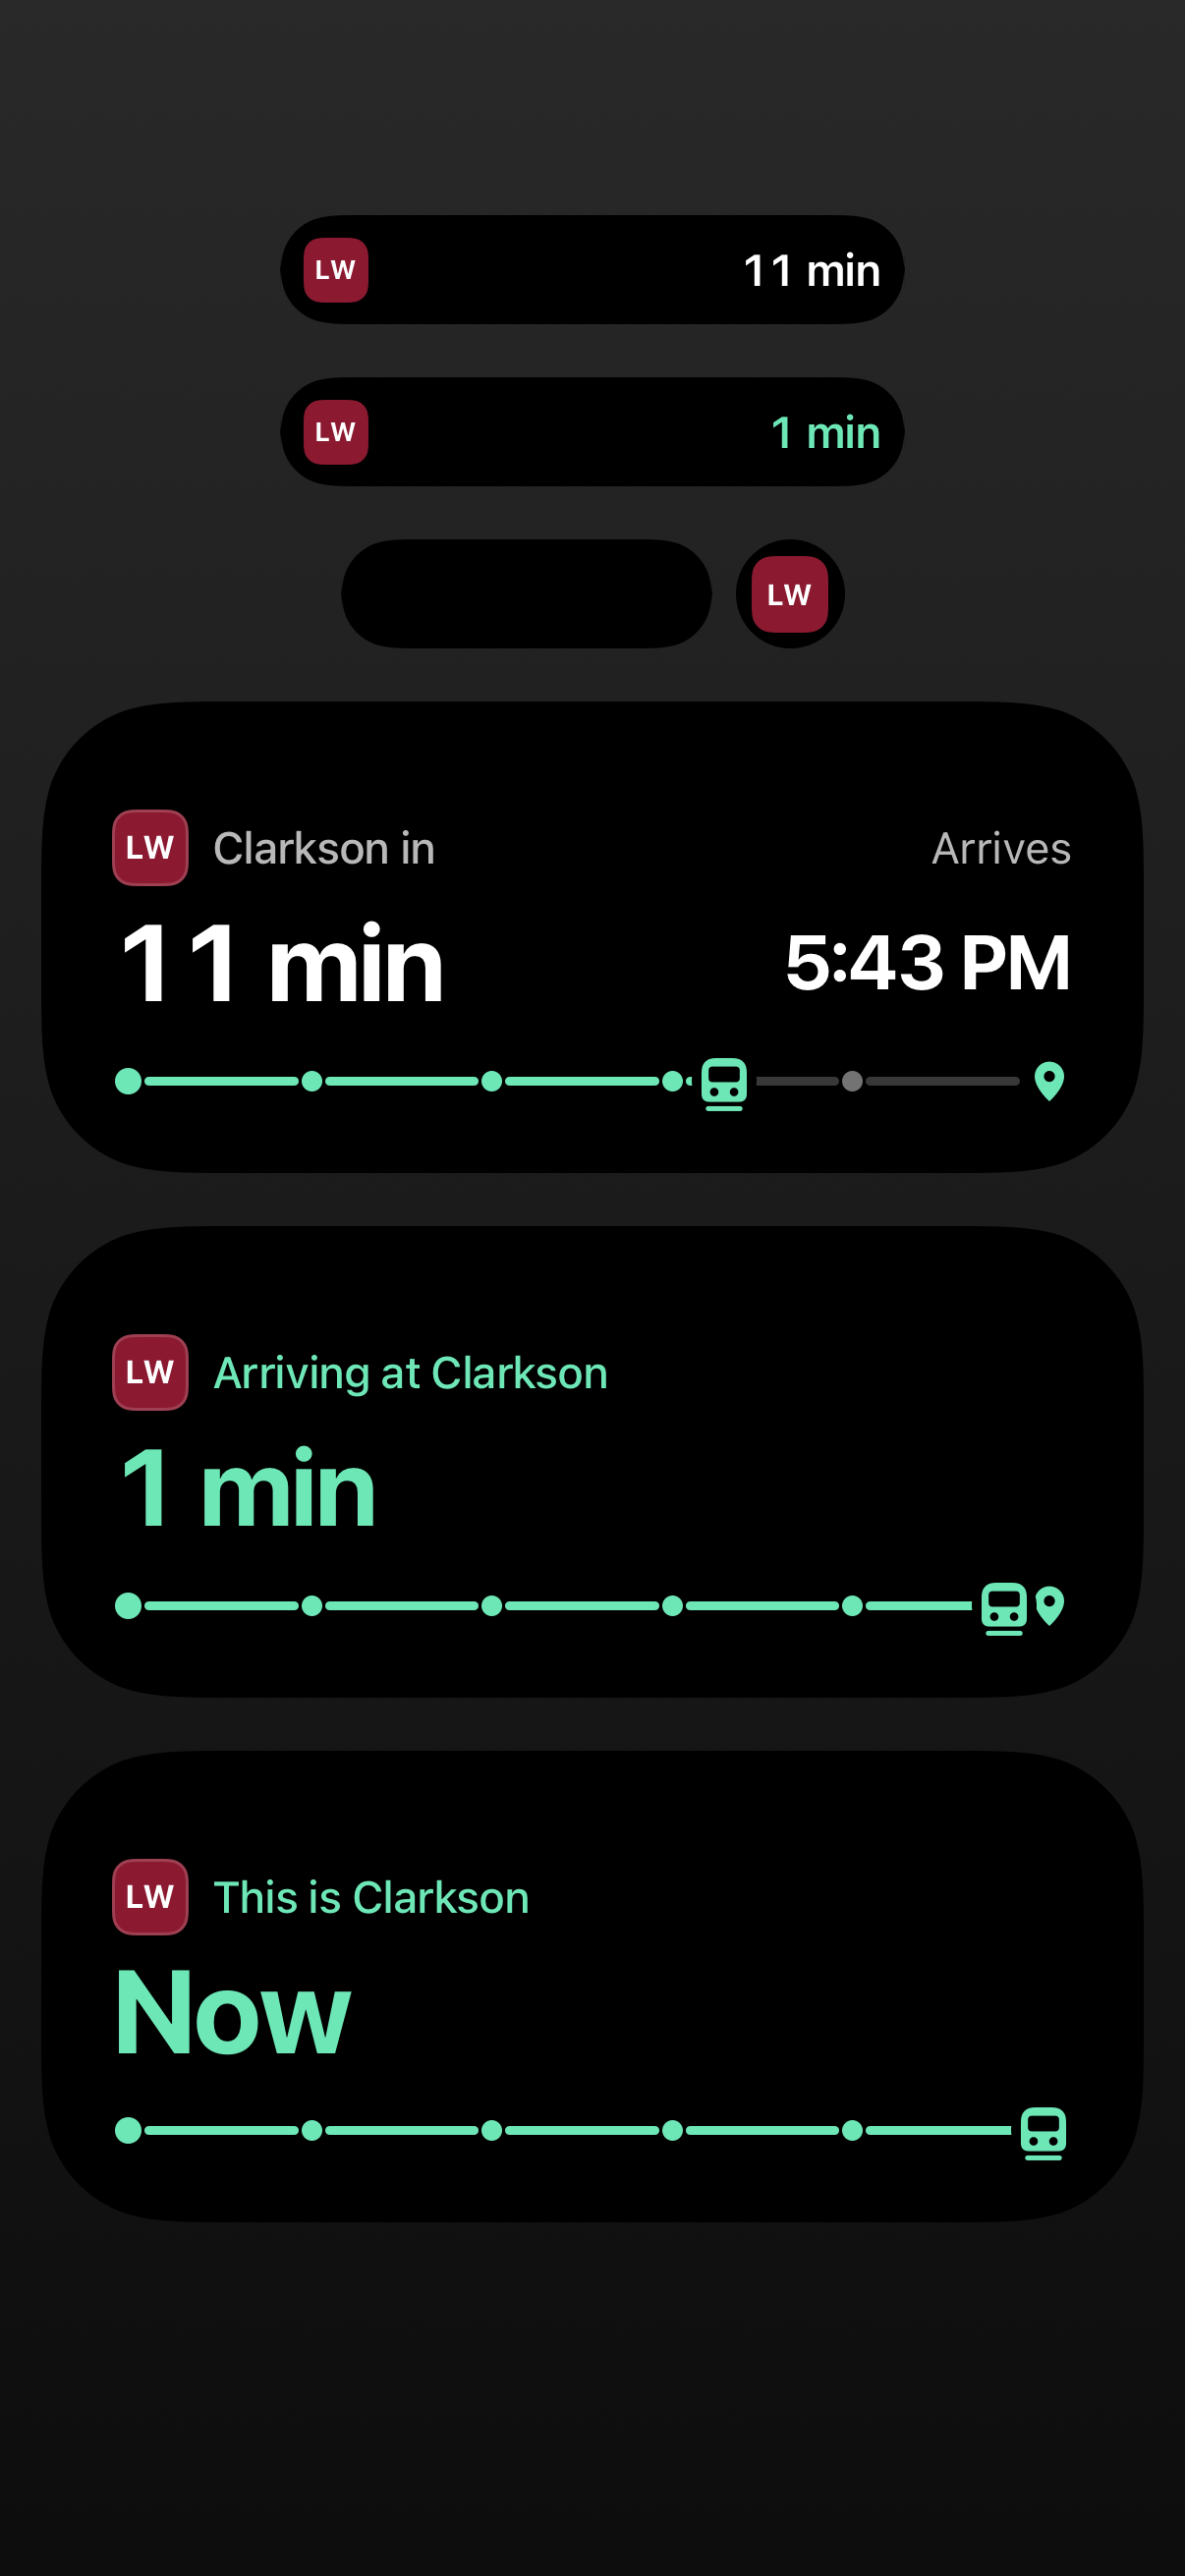 LW 11 min
LW 1 min
LW
LW Clarkson in Arrives
11 min 5:43 PM
LW Arriving at Clarkson
1 min
LW This is Clarkson
Now